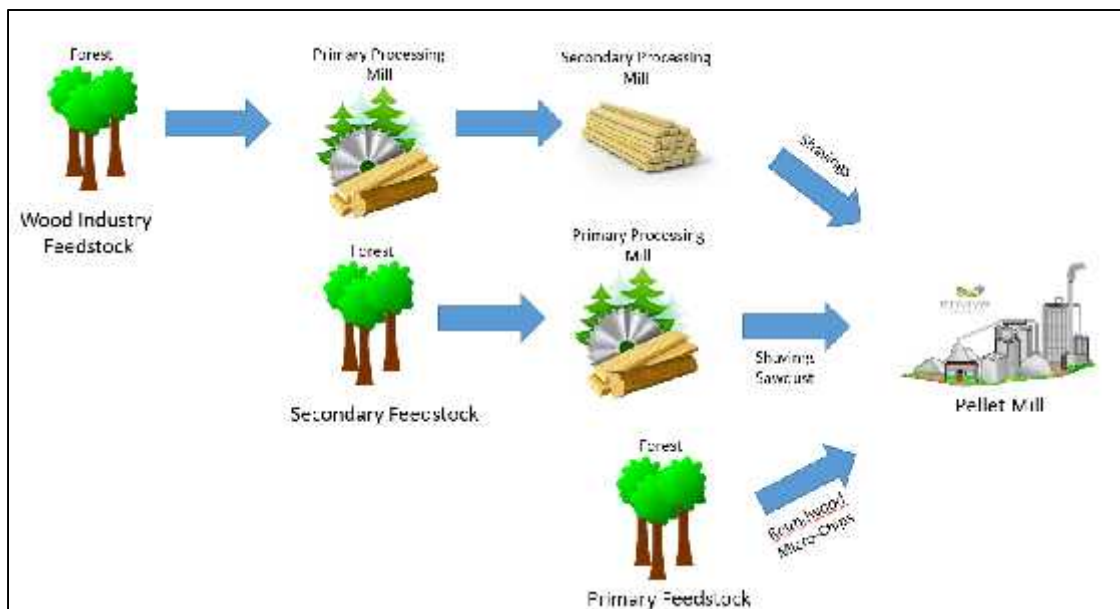 Forest
Primary Processing
Mill
Secondary Processing
Mill
Shavings
Wood Industry
Feedstock
Forest
Primary Processing
Mill
Shavings
Sawdust
Secondary Feedstock
Pellet Mill
Forest
Roundwood
Micro-Chips
Primary Feedstock